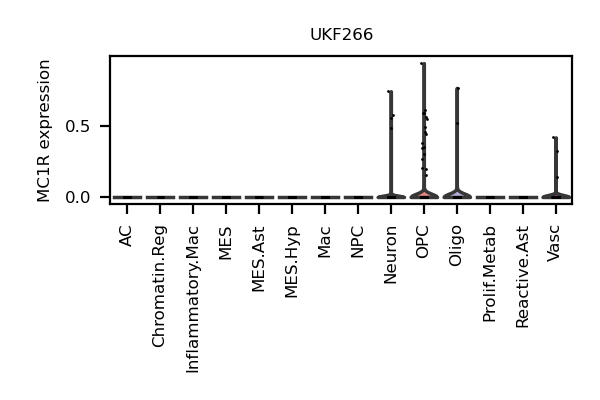 UKF266
MC1R expression
0.5
0.0
AC
Chromatin.Reg
Inflammatory.Mac
MES
MES.Ast
MES.Hyp
Mac
NPC
Neuron
OPC
Oligo
Prolif.Metab
Reactive.Ast
Vasc